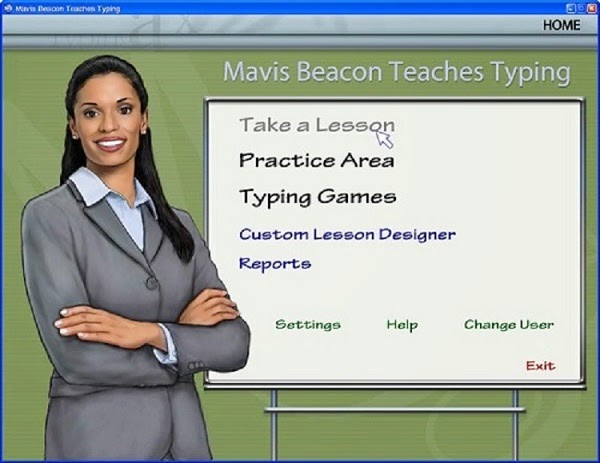 Mavis Beacon Teaches Typing
HOME
Mavis Beacon Teaches Typing
Take a Lesson
Practice Area
Typing Games
Custom Lesson Designer
Reports
Settings Help Change User
Exit